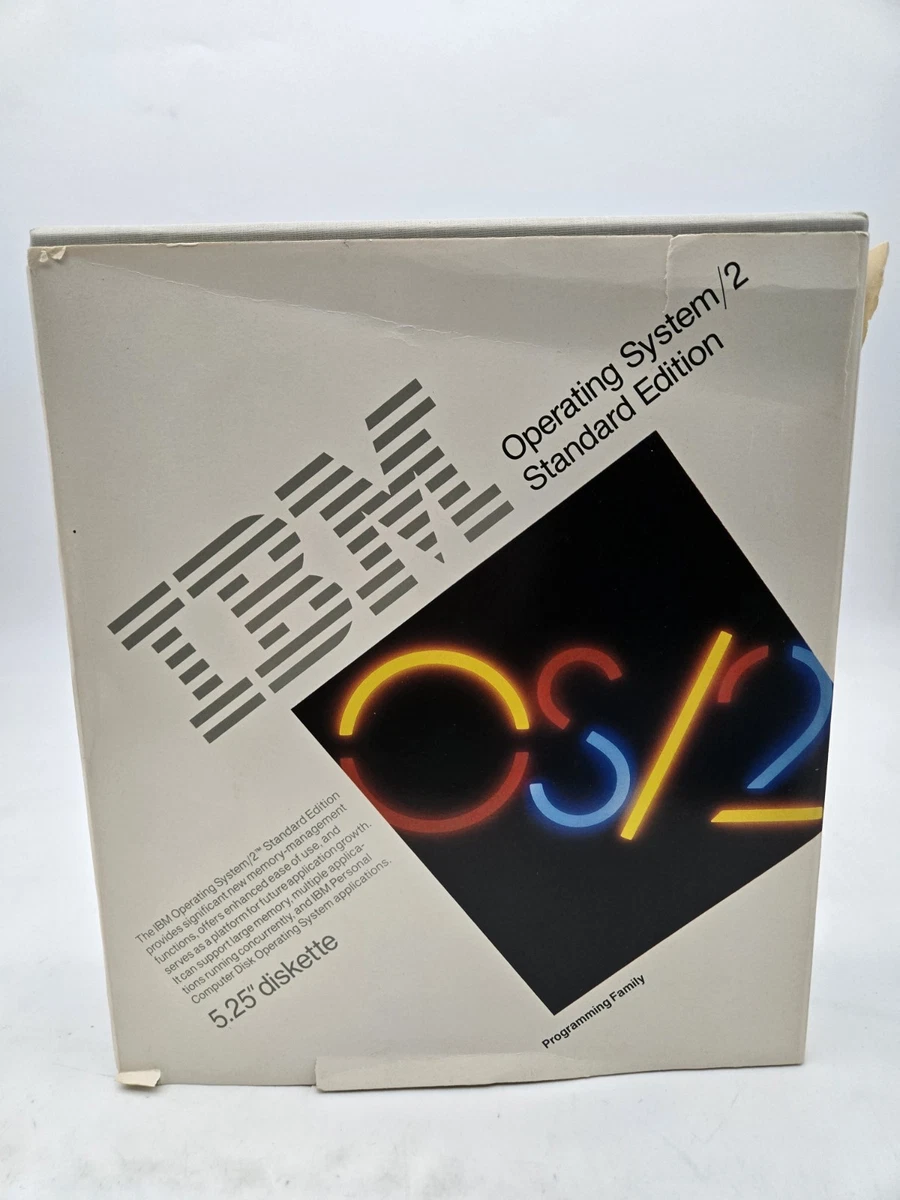 IBM
Operating System/2
Standard Edition
OS/2
The IBM Operating System/2™ Standard Edition
provides significant new memory-management
functions, offers enhanced ease of use, and
serves as a platform for future application growth.
It can support large memory, multiple applica-
tions running concurrently, and IBM Personal
Computer Disk Operating System applications.
5.25" diskette
Programming Family